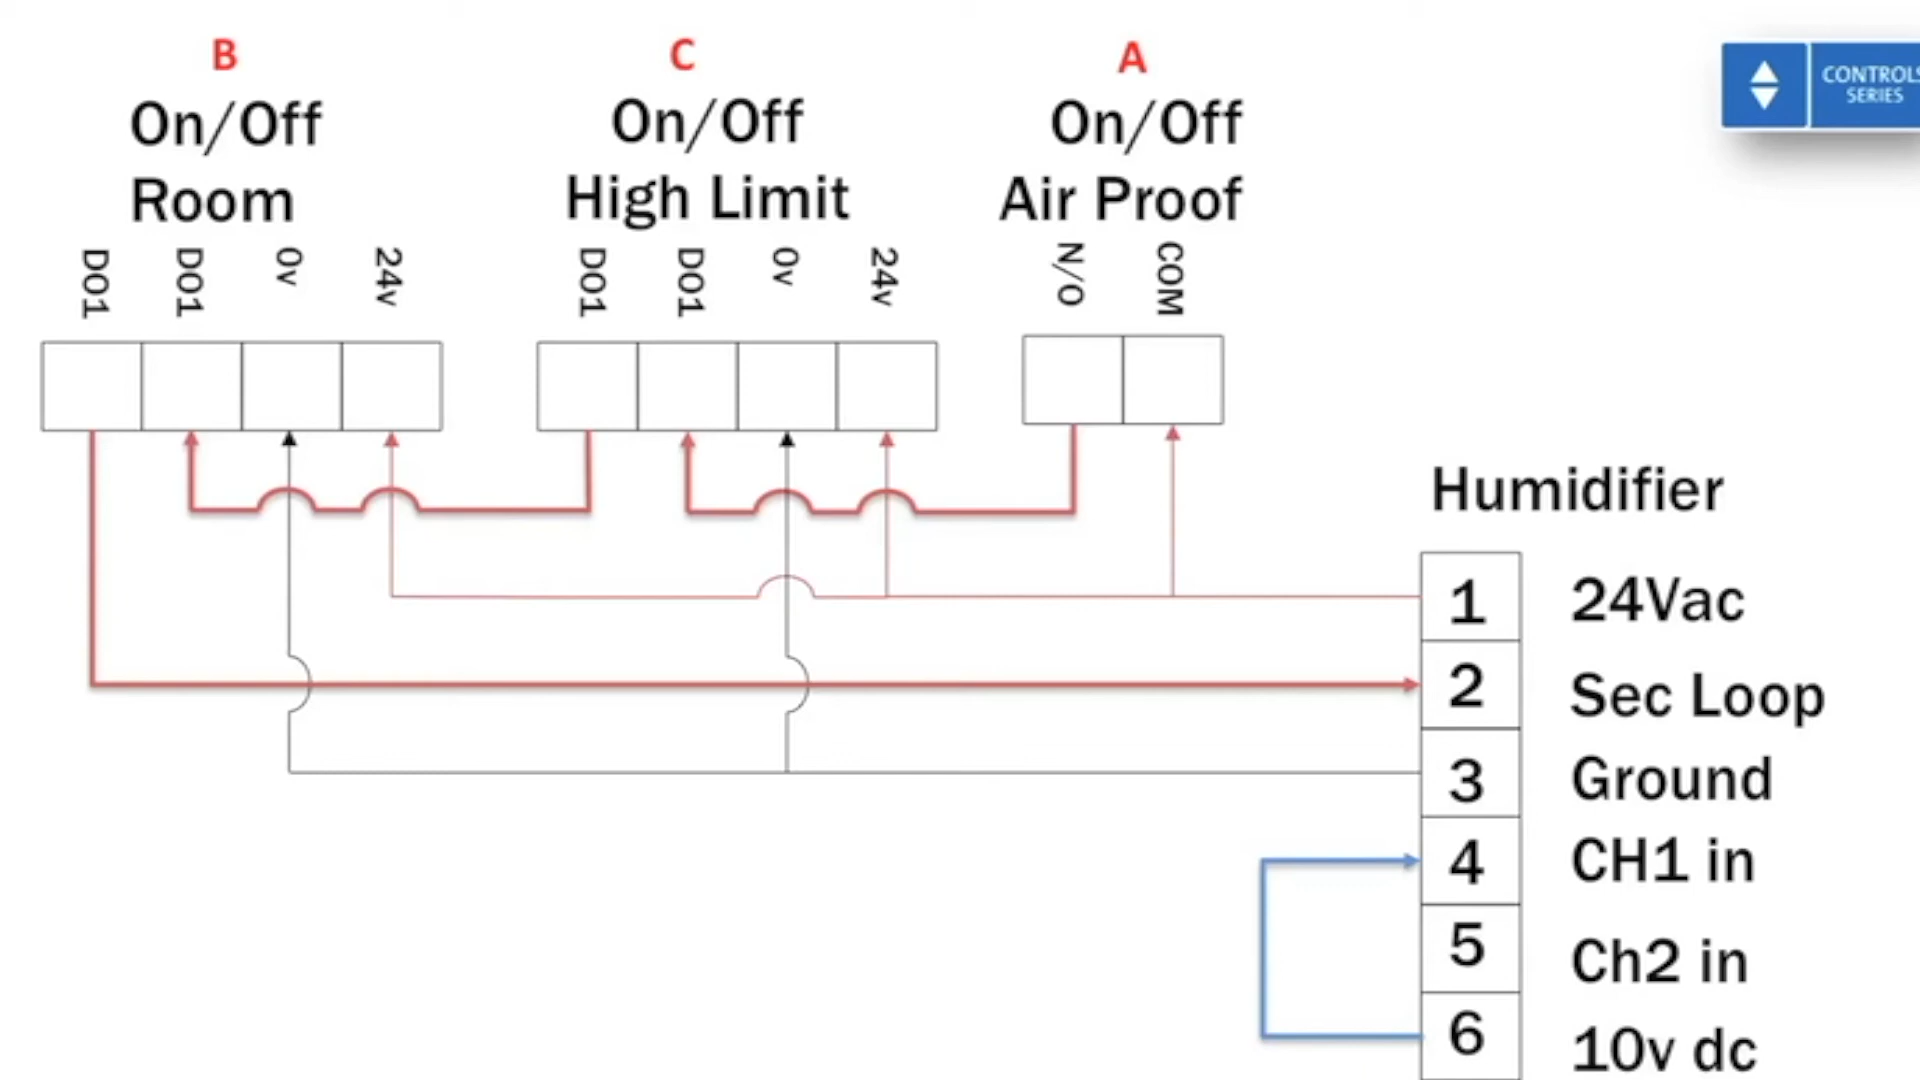 B
On/Off
Room
DO1
DO1
0v
24v
C
On/Off
High Limit
DO1
DO1
0v
24v
A
On/Off
Air Proof
N/O
COM
CONTROLS
SERIES
Humidifier
1 24Vac
2 Sec Loop
3 Ground
4 CH1 in
5 Ch2 in
6 10v dc